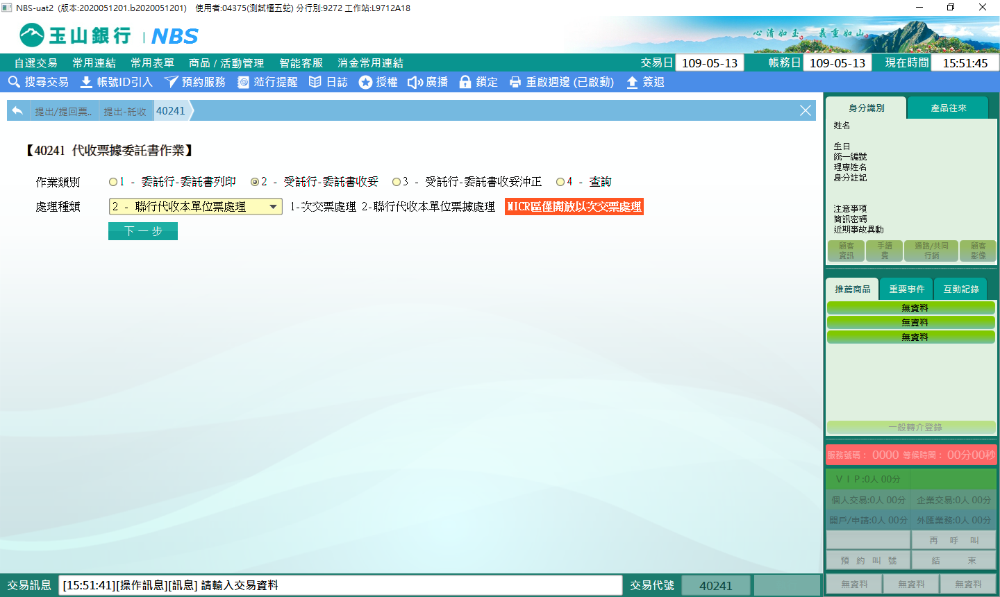 NBS-uat2 (版本:2020051201.b2020051201) 使用者:04375(測試櫃五蛇) 分行別:9272 工作站:L9712A18
玉山銀行 | NBS
心清如玉。義重如山。
自選交易 常用連結 常用表單 商品 / 活動管理 智能客服 消金常用連結
交易日 109-05-13 帳務日 109-05-13 現在時間 15:51:45
搜尋交易 帳號ID引入 預約服務 蒞行提醒 日誌 授權 廣播 鎖定 重啟週邊 (已啟動) 簽退
提出/提回票.. 提出-託收 40241
【40241 代收票據委託書作業】
作業類別 1 - 委託行-委託書列印 2 - 受託行-委託書收妥 3 - 受託行-委託書收妥沖正 4 - 查詢
處理種類 2 - 聯行代收本單位票處理 1-次交票處理 2-聯行代收本單位票據處理 MICR區僅開放以次交票處理
下一步
身分識別 產品往來
姓名
生日
統一編號
理專姓名
身分註記
注意事項
簡訊密碼
近期事故異動
顧客資訊 手續費 通路/共同行銷 顧客影像
推薦商品 重要事件 互動記錄
無資料
無資料
無資料
一般轉介登錄
服務號碼： 0000 等候時間： 00分00秒
ＶＩＰ:0人 00分
個人交易:0人 00分 企業交易:0人 00分
開戶/申請:0人 00分 外匯業務:0人 00分
再 呼 叫
預 約 叫 號 結 束
無資料 無資料 無資料
交易訊息 [15:51:41][操作訊息][訊息] 請輸入交易資料 交易代號 40241